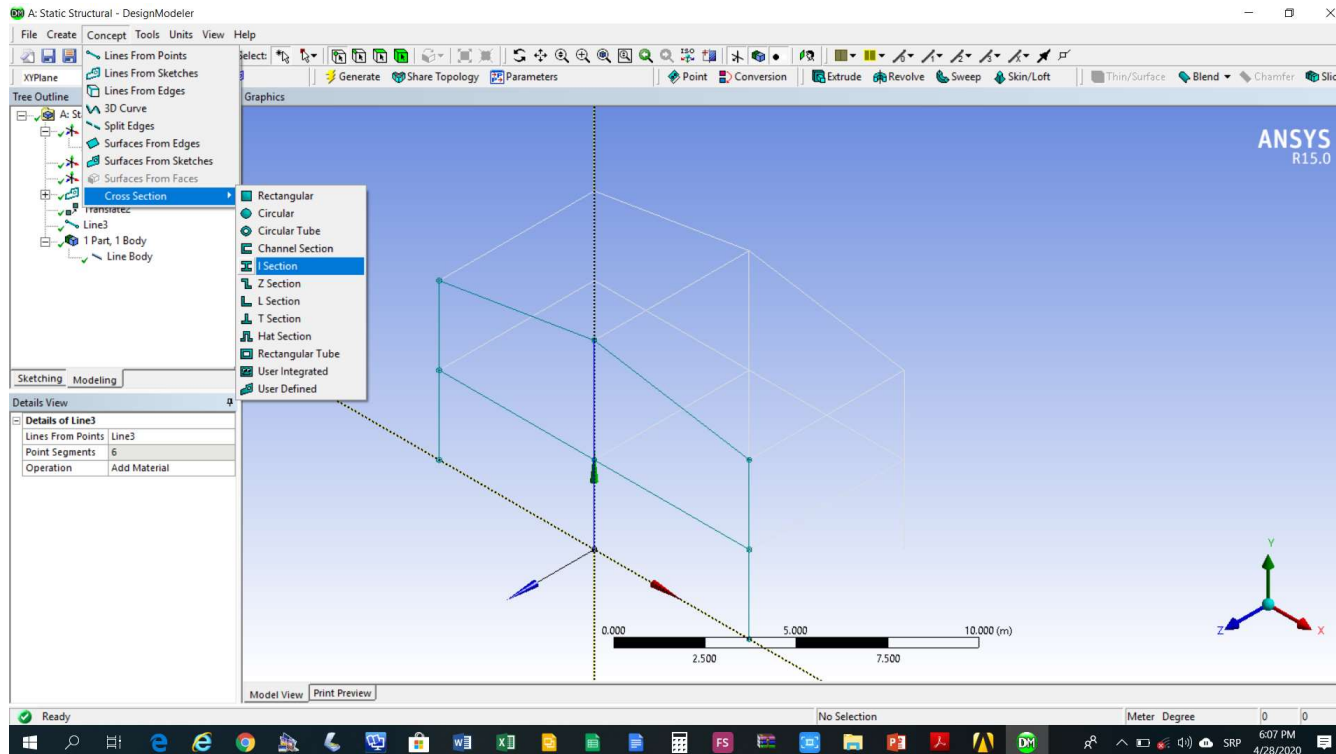 A: Static Structural - DesignModeler
File Create Concept Tools Units View Help
Lines From Points
Lines From Sketches
Lines From Edges
3D Curve
Split Edges
Surfaces From Edges
Surfaces From Sketches
Surfaces From Faces
Cross Section
Rectangular
Circular
Circular Tube
Channel Section
I Section
Z Section
L Section
T Section
Hat Section
Rectangular Tube
User Integrated
User Defined
XYPlane
Generate Share Topology Parameters Point Conversion Extrude Revolve Sweep Skin/Loft Thin/Surface Blend Chamfer
Tree Outline
Graphics
Line3
1 Part, 1 Body
Line Body
Sketching Modeling
Details View
Details of Line3
Lines From Points Line3
Point Segments 6
Operation Add Material
ANSYS
R15.0
0.000 5.000 10.000 (m)
2.500 7.500
Y
Z X
Model View Print Preview
Ready No Selection Meter Degree 0 0
SRP 6:07 PM
4/28/2020